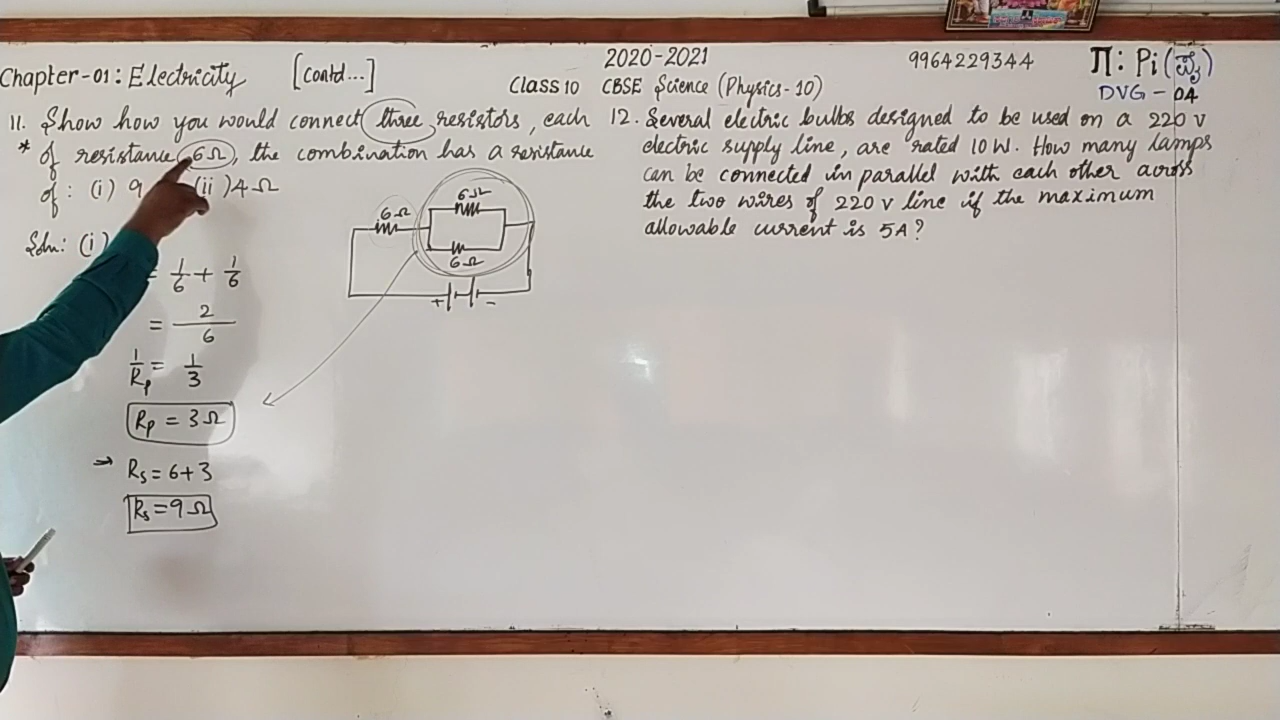 2020-2021
9964229344
Π: Pi
Chapter-01: Electricity [Contd...]
Class 10 CBSE Science (Physics-10)
DVG - 04
11. Show how you would connect three resistors, each
* of resistance 6Ω, the combination has a resistance
of: (i) 9 (ii) 4Ω
Soln: (i)
= 1/6 + 1/6
= 2/6
1/Rp = 1/3
Rp = 3Ω
→ Rs = 6+3
Rs = 9Ω
6Ω
6Ω
6Ω
+ -
12. Several electric bulbs designed to be used on a 220 V
electric supply line, are rated 10 W. How many lamps
can be connected in parallel with each other across
the two wires of 220 V line if the maximum
allowable current is 5A?